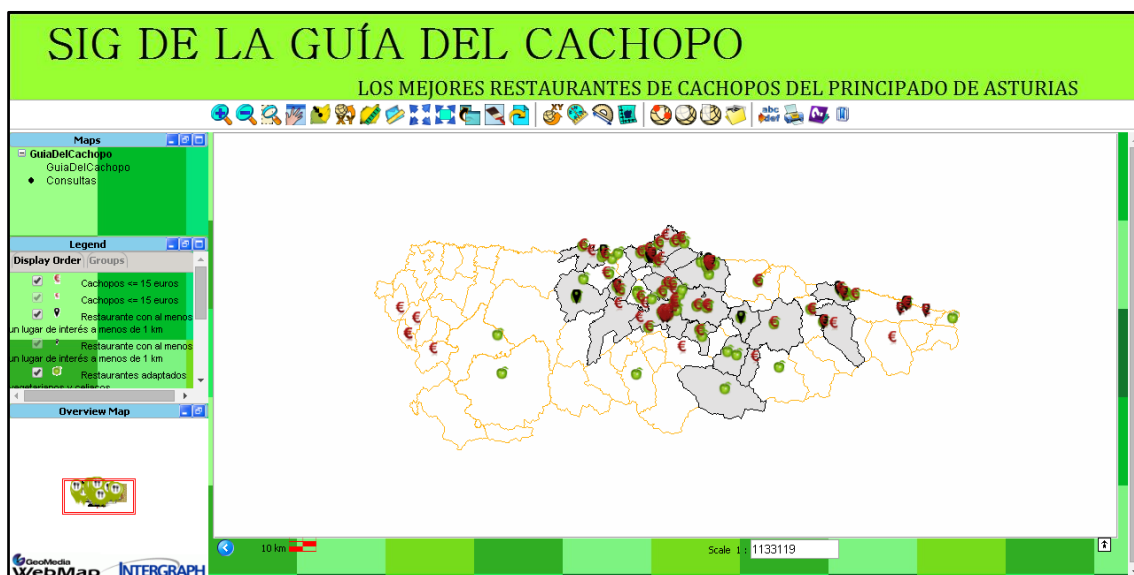 SIG DE LA GUÍA DEL CACHOPO
LOS MEJORES RESTAURANTES DE CACHOPOS DEL PRINCIPADO DE ASTURIAS
Maps
GuiaDelCachopo
GuiaDelCachopo
Consultas
Legend
Display Order Groups
Cachopos <= 15 euros
Cachopos <= 15 euros
Restaurante con al menos
un lugar de interés a menos de 1 km
Restaurante con al menos
un lugar de interés a menos de 1 km
Restaurantes adaptados
vegetarianos y celiacos
Overview Map
GeoMedia
WebMap INTERGRAPH
10 km
Scale 1 : 1133119